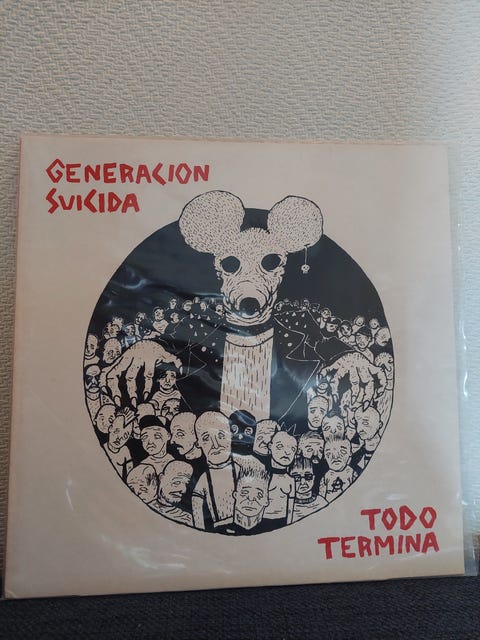 GENERACION
SUICIDA
TODO
TERMINA